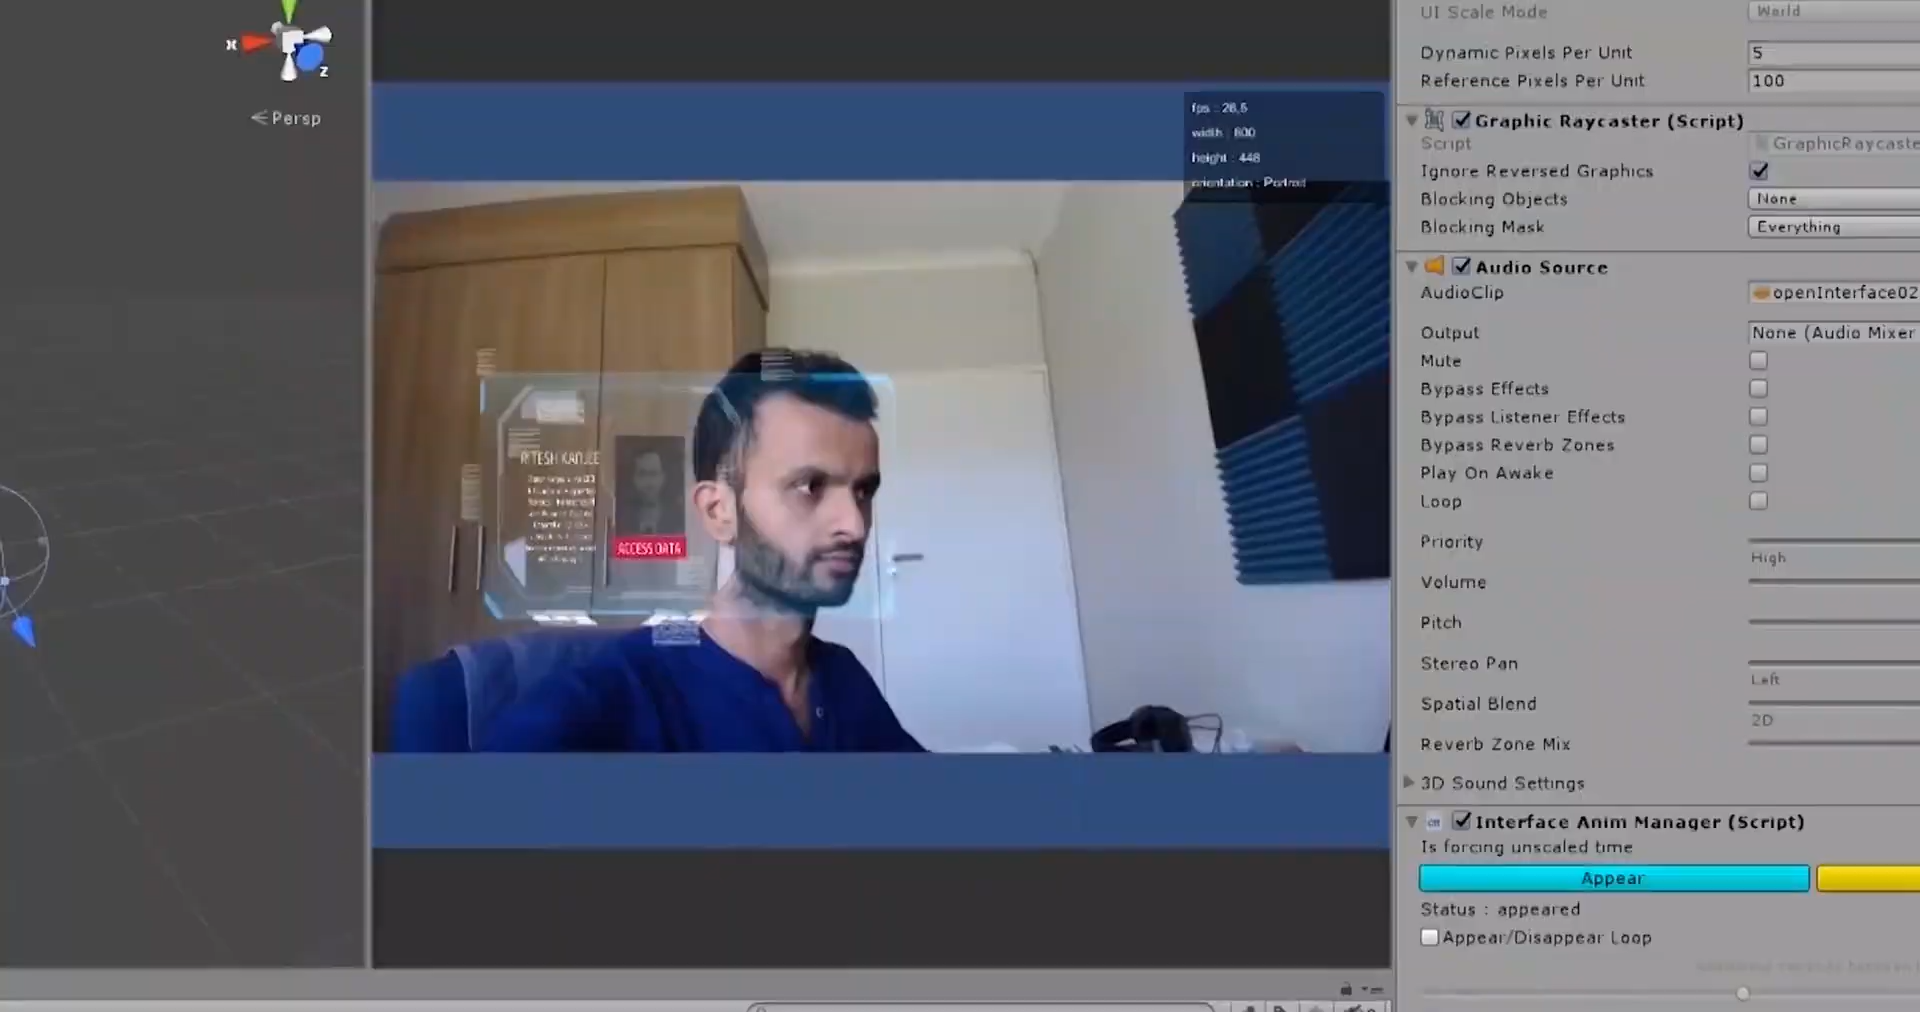 x
z
Persp
fps : 28.5
width : 800
height : 448
orientation : Portrait
RITESH KANJEE
ACCESS DATA
UI Scale Mode
World
Dynamic Pixels Per Unit
5
Reference Pixels Per Unit
100
Graphic Raycaster (Script)
Script
GraphicRaycaste
Ignore Reversed Graphics
Blocking Objects
None
Blocking Mask
Everything
Audio Source
AudioClip
openInterface02
Output
None (Audio Mixer
Mute
Bypass Effects
Bypass Listener Effects
Bypass Reverb Zones
Play On Awake
Loop
Priority
High
Volume
Pitch
Stereo Pan
Left
Spatial Blend
2D
Reverb Zone Mix
3D Sound Settings
Interface Anim Manager (Script)
Is forcing unscaled time
Appear
Status : appeared
Appear/Disappear Loop